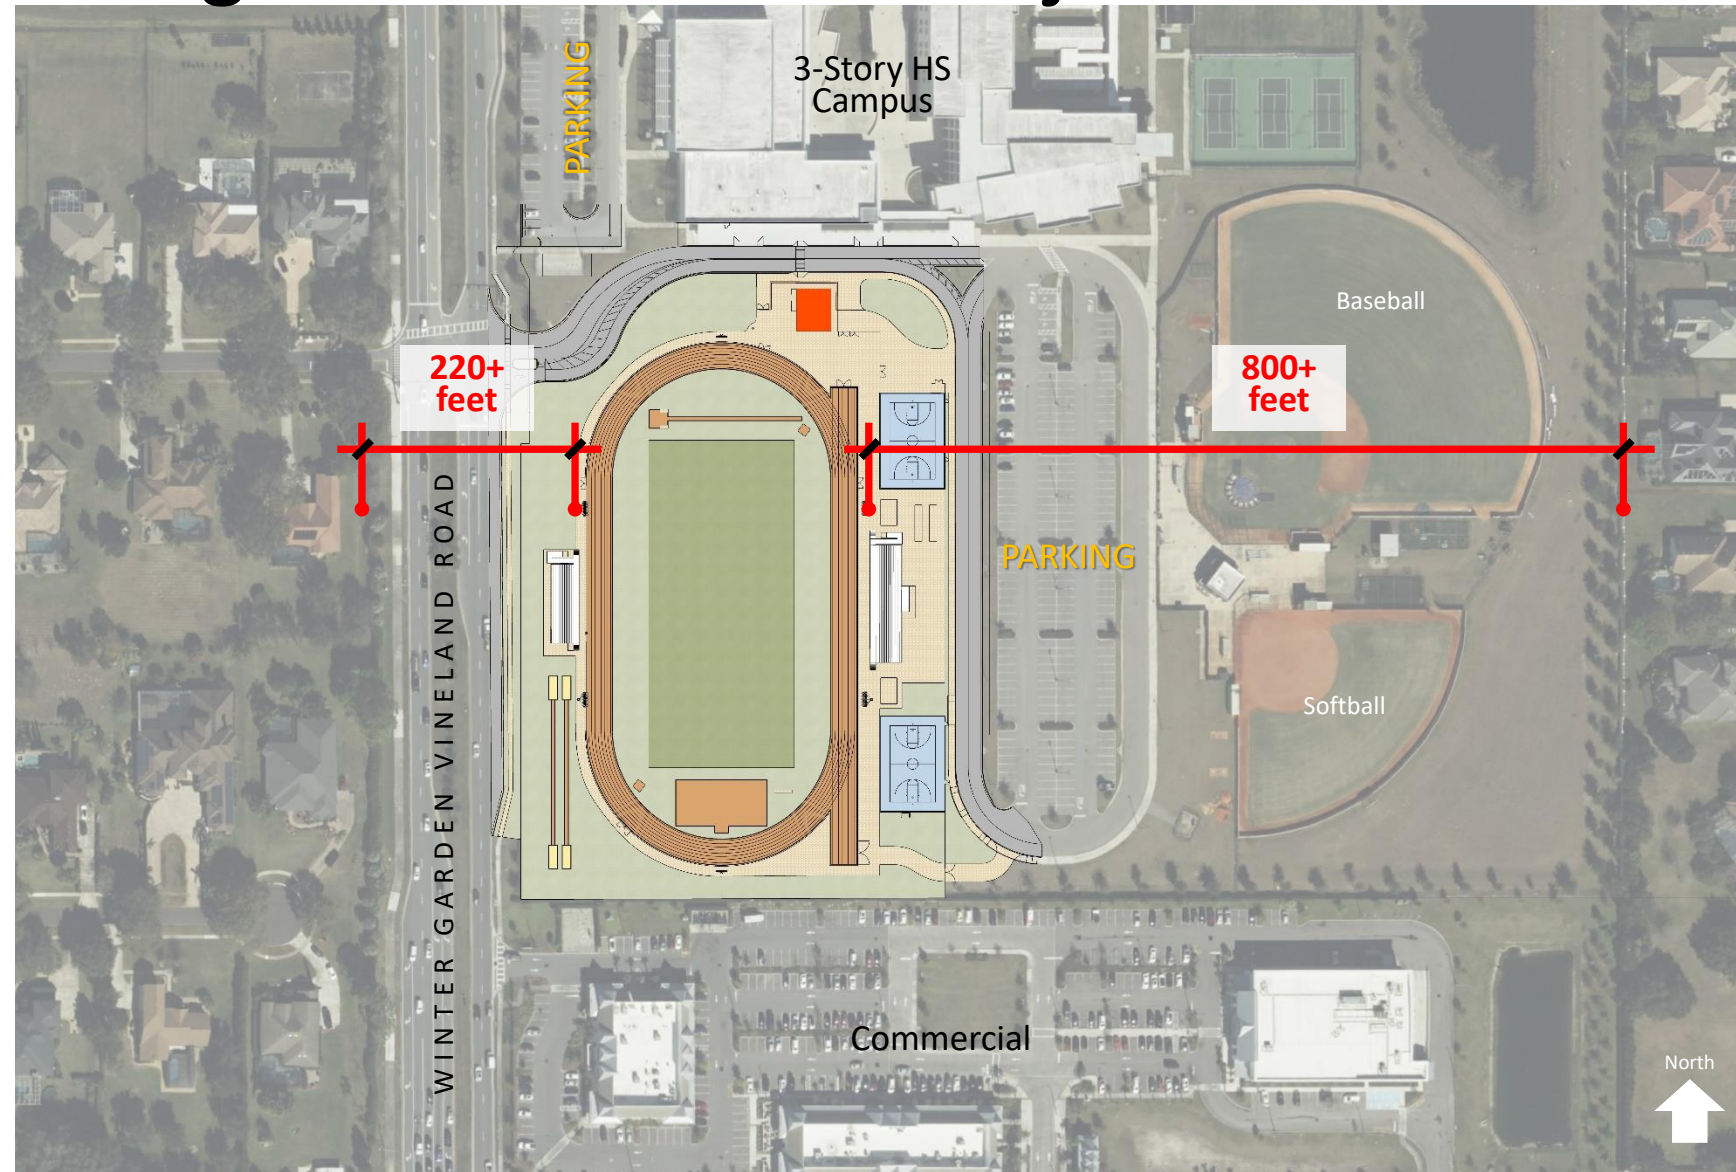 PARKING
3-Story HS
Campus
Baseball
220+
feet
800+
feet
WINTER GARDEN VINELAND ROAD
PARKING
Softball
Commercial
North